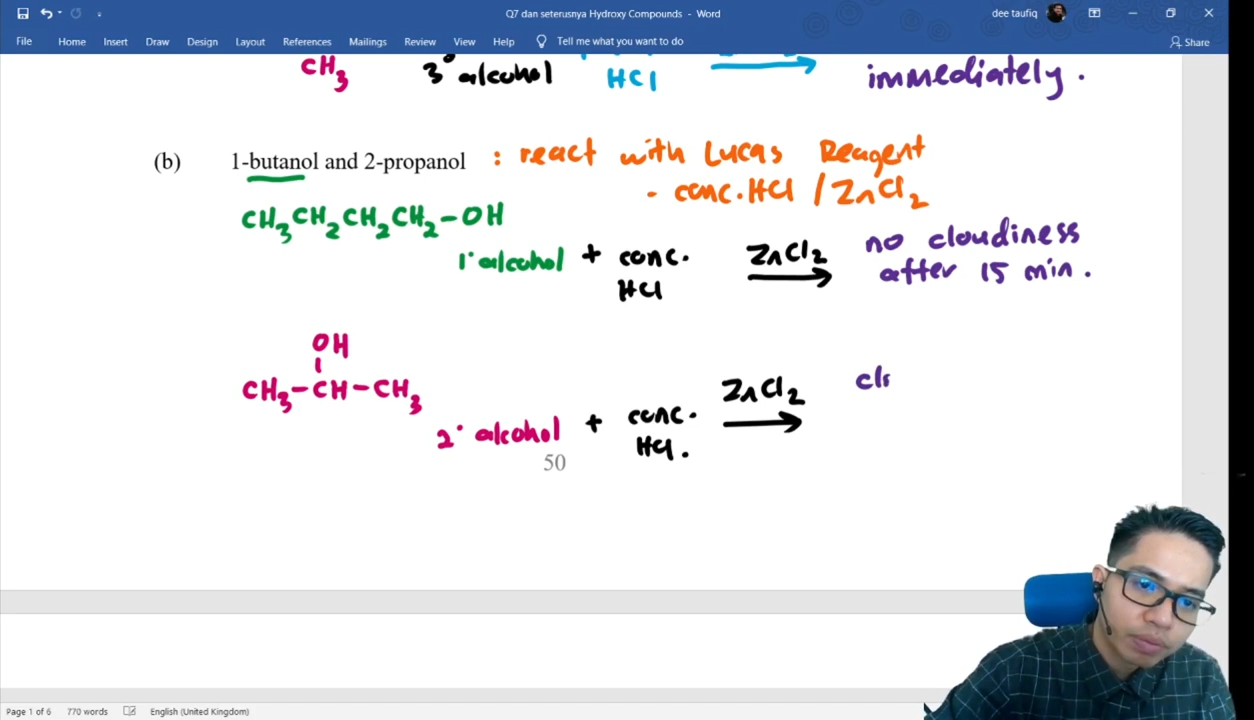 Q7 dan seterusnya Hydroxy Compounds - Word
dee taufiq
File Home Insert Draw Design Layout References Mailings Review View Help Tell me what you want to do Share
CH3 3° alcohol HCl immediately.
(b) 1-butanol and 2-propanol : react with Lucas Reagent
- conc. HCl / ZnCl2
CH3CH2CH2CH2-OH
1° alcohol + conc. HCl ZnCl2 no cloudiness after 15 min.
OH
CH3-CH-CH3
2° alcohol + conc. HCl. ZnCl2
50
Page 1 of 6 770 words English (United Kingdom)